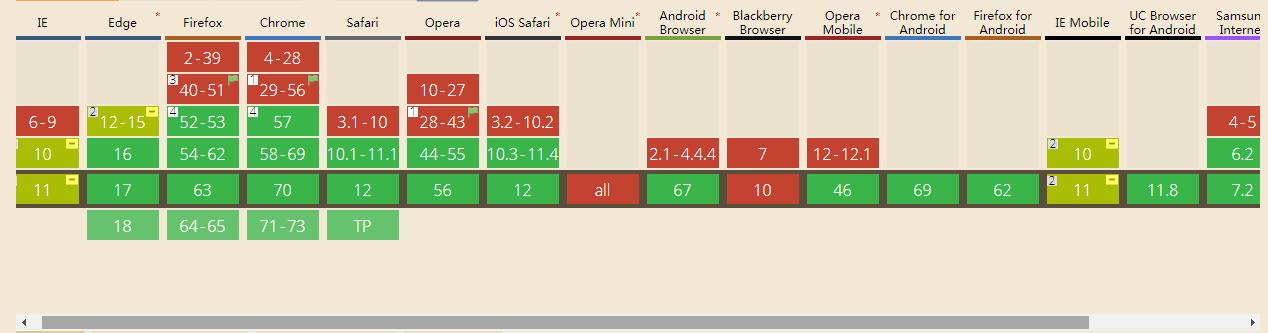 IE Edge * Firefox Chrome Safari Opera iOS Safari * Opera Mini * Android Browser * Blackberry Browser Opera Mobile * Chrome for Android Firefox for Android IE Mobile UC Browser for Android Samsun Interne
2-39 4-28
3 40-51 1 29-56 10-27
6-9 2 12-15 4 52-53 4 57 3.1-10 1 28-43 3.2-10.2 4-5
10 16 54-62 58-69 10.1-11.1 44-55 10.3-11.4 2.1-4.4.4 7 12-12.1 2 10 6.2
11 17 63 70 12 56 12 all 67 10 46 69 62 2 11 11.8 7.2
18 64-65 71-73 TP